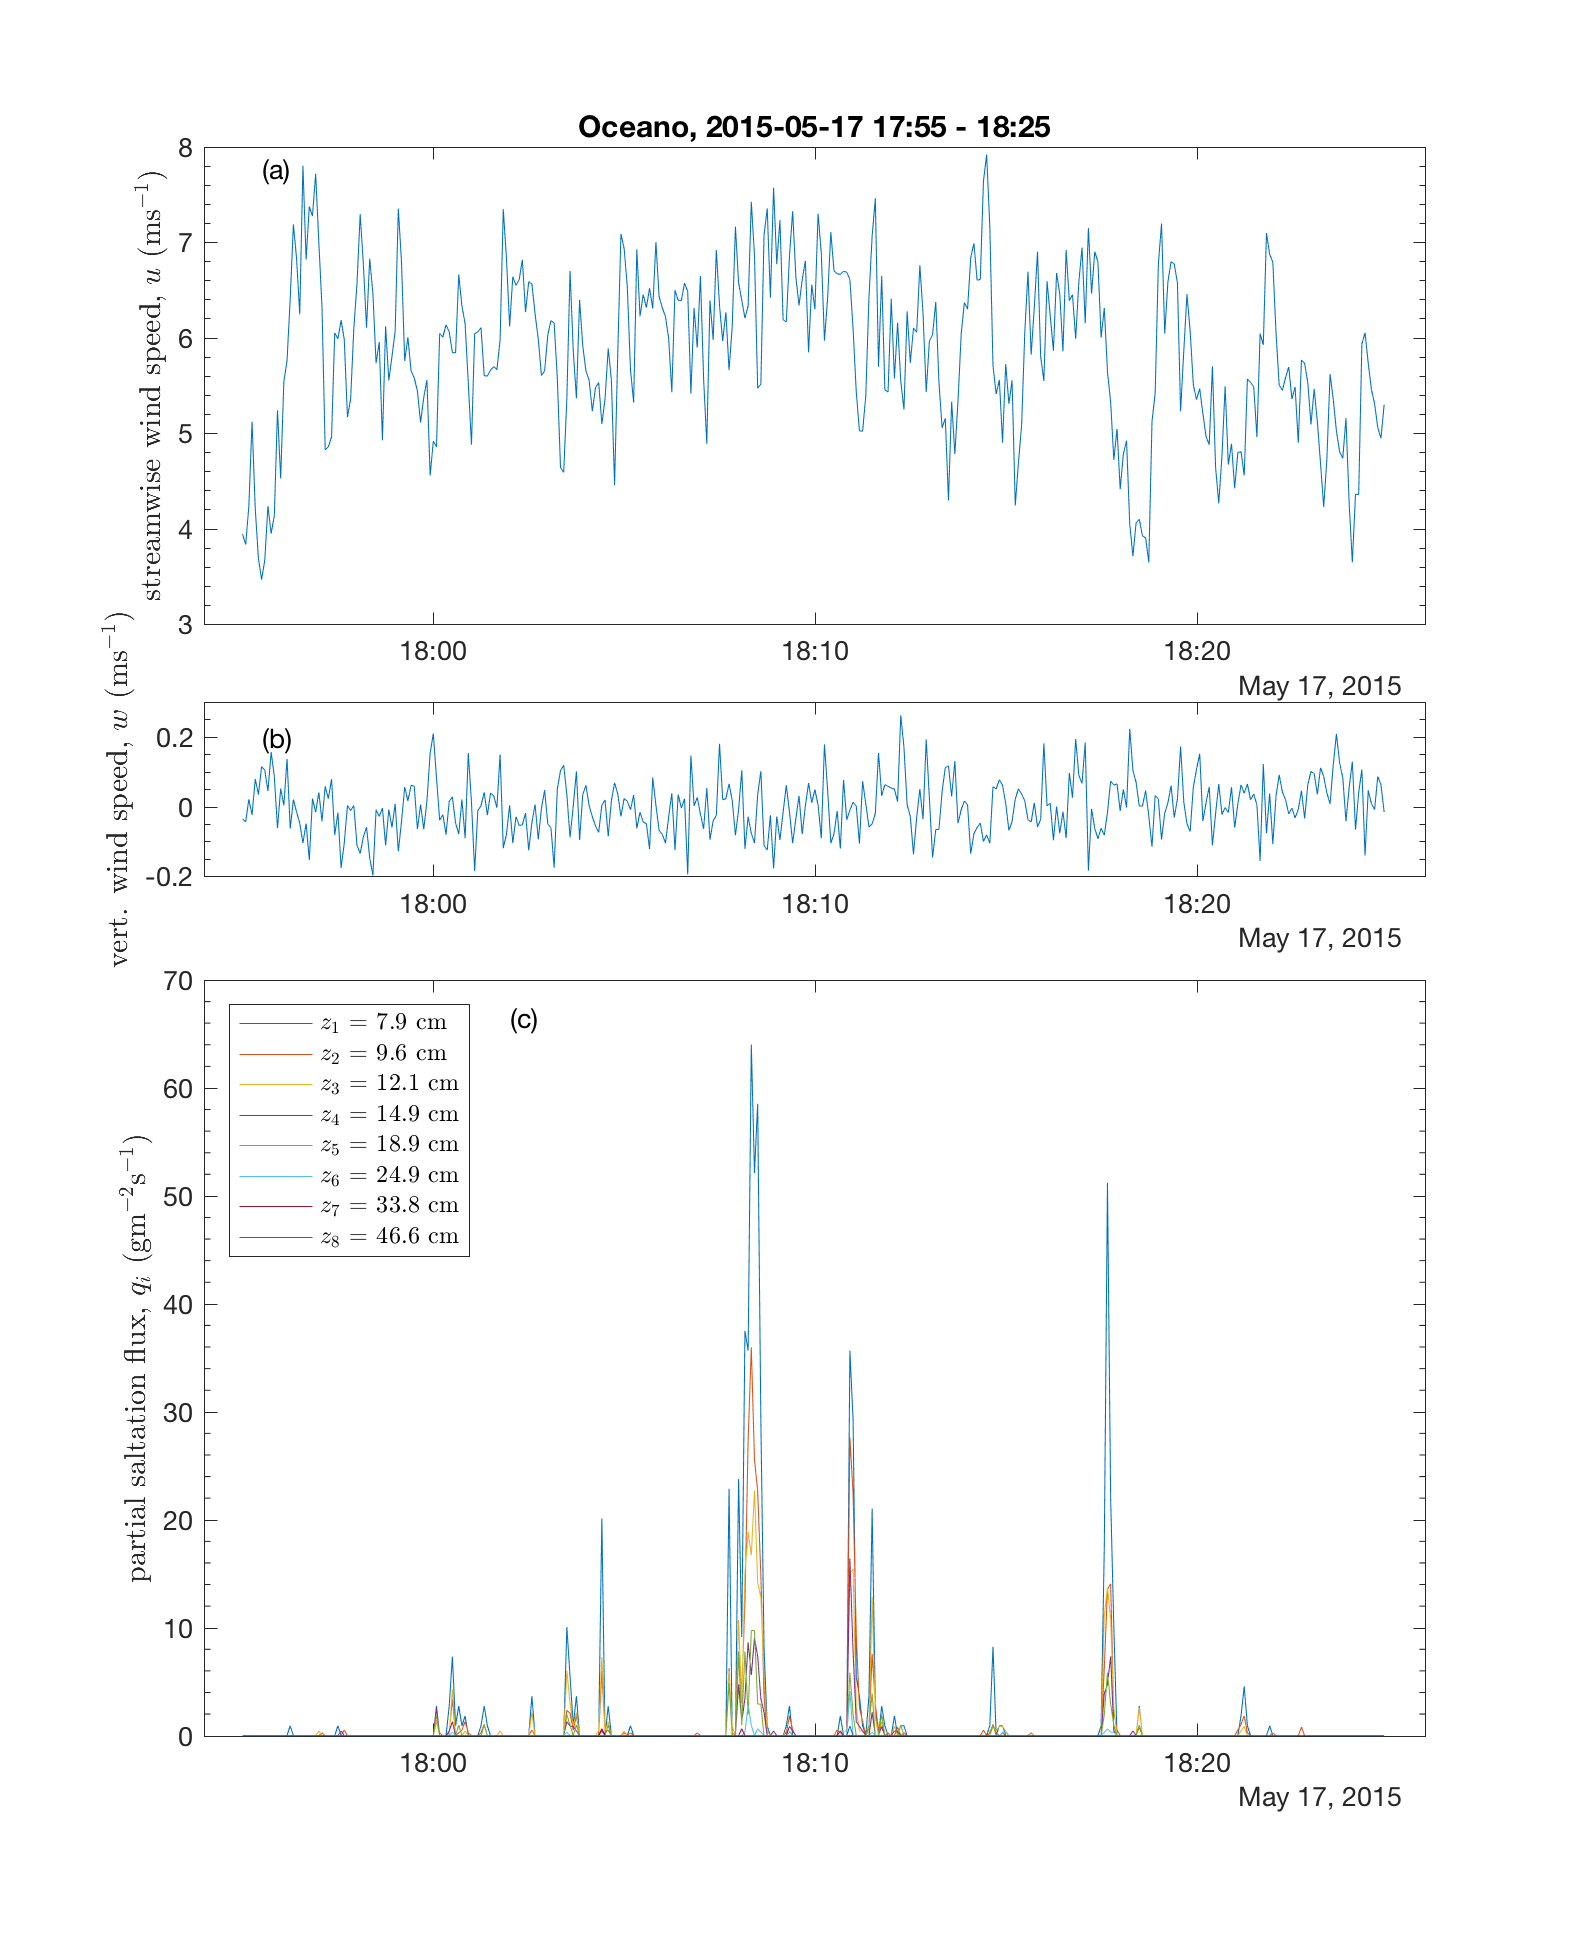 Oceano, 2015-05-17 17:55 - 18:25
(a)
streamwise wind speed, u (ms⁻¹)
8
7
6
5
4
3
18:00 18:10 18:20
May 17, 2015
(b)
vert. wind speed, w (ms⁻¹)
0.2
0
-0.2
18:00 18:10 18:20
May 17, 2015
(c)
partial saltation flux, qᵢ (gm⁻²s⁻¹)
70
60
50
40
30
20
10
0
z₁ = 7.9 cm
z₂ = 9.6 cm
z₃ = 12.1 cm
z₄ = 14.9 cm
z₅ = 18.9 cm
z₆ = 24.9 cm
z₇ = 33.8 cm
z₈ = 46.6 cm
18:00 18:10 18:20
May 17, 2015